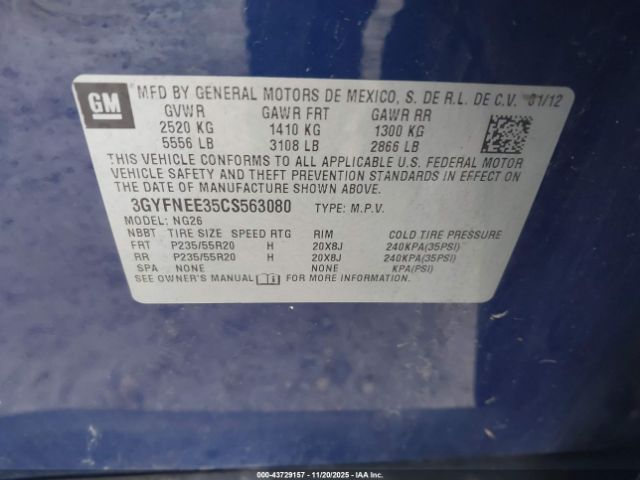 GM
MFD BY GENERAL MOTORS DE MEXICO, S. DE R.L. DE C.V. 01/12
GVWR GAWR FRT GAWR RR
2520 KG 1410 KG 1300 KG
5556 LB 3108 LB 2866 LB
THIS VEHICLE CONFORMS TO ALL APPLICABLE U.S. FEDERAL MOTOR
VEHICLE SAFETY AND THEFT PREVENTION STANDARDS IN EFFECT ON
THE DATE OF MANUFACTURE SHOWN ABOVE.
3GYFNEE35CS563080 TYPE: M.P.V.
MODEL: NG26
NBBT TIRE SIZE SPEED RTG RIM COLD TIRE PRESSURE
FRT P235/55R20 H 20X8J 240KPA(35PSI)
RR P235/55R20 H 20X8J 240KPA(35PSI)
SPA NONE NONE KPA(PSI)
SEE OWNER'S MANUAL FOR MORE INFORMATION
00 - 43729157 - 11/20/2025 - IAA 26